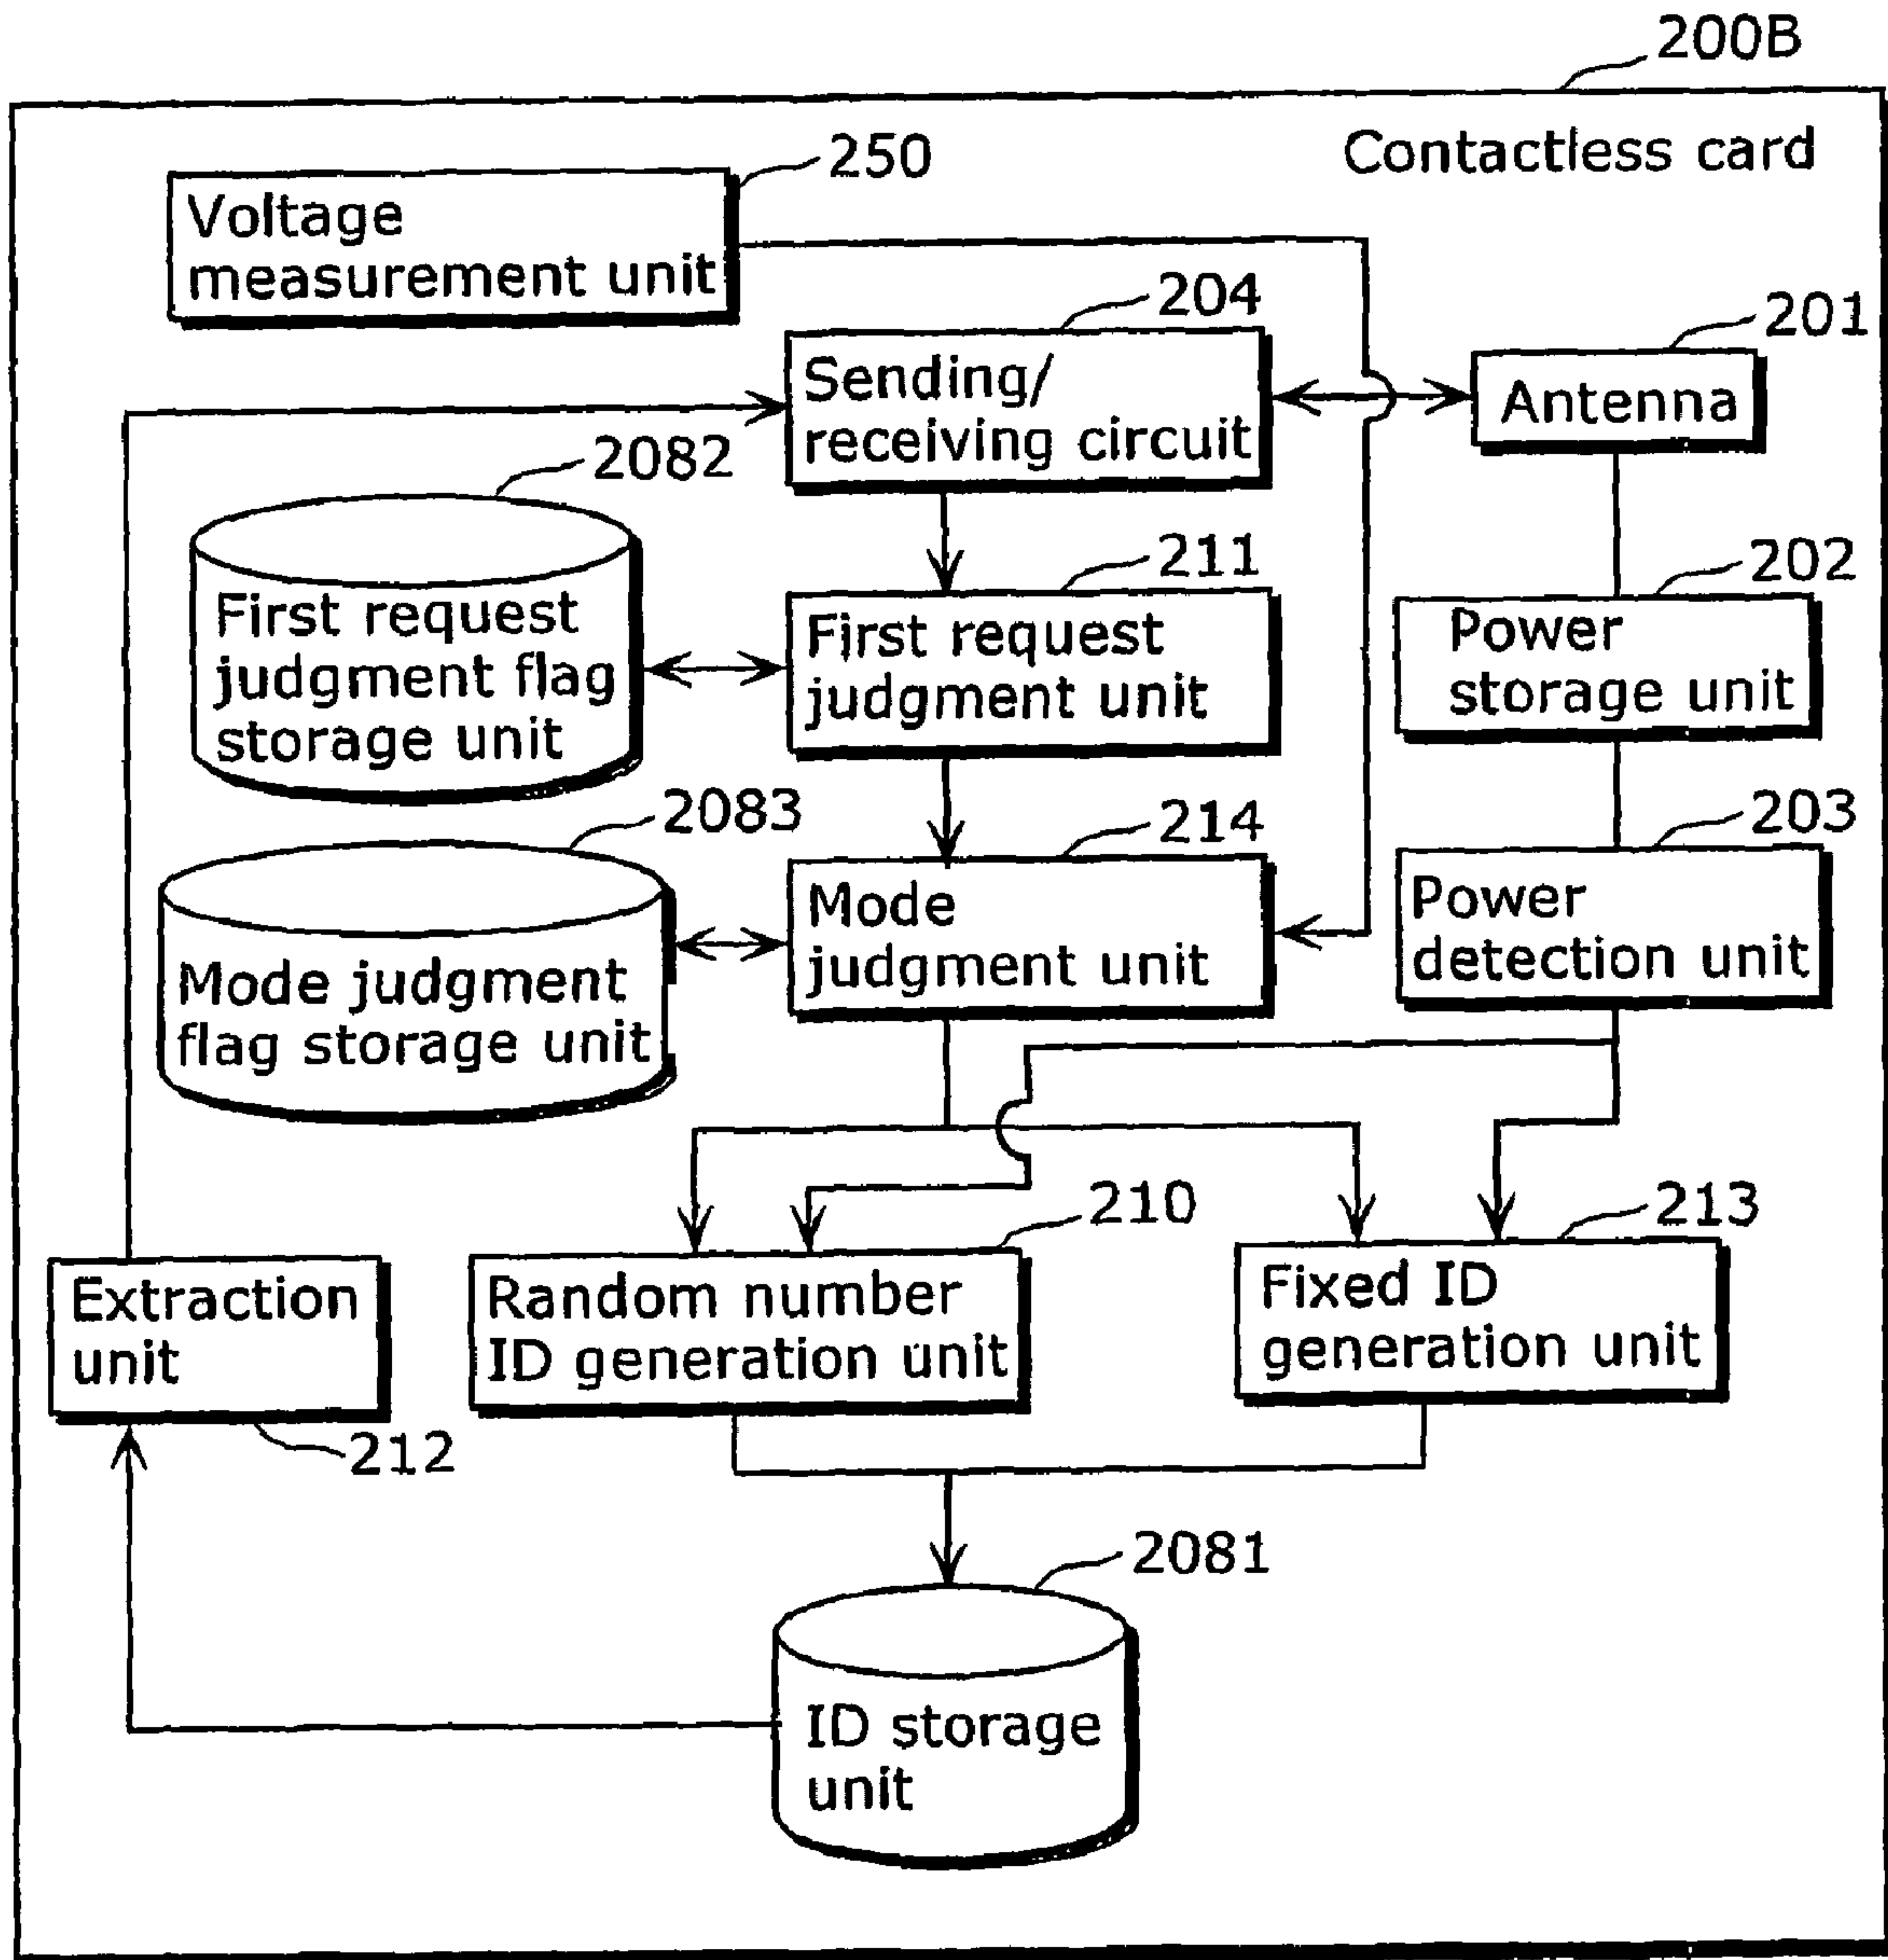 200B
Contactless card
250
Voltage
measurement unit
204
Sending/
receiving circuit
201
Antenna
2082
First request
judgment flag
storage unit
211
First request
judgment unit
202
Power
storage unit
2083
Mode judgment
flag storage unit
214
Mode
judgment unit
203
Power
detection unit
Extraction
unit
212
210
Random number
ID generation unit
213
Fixed ID
generation unit
2081
ID storage
unit